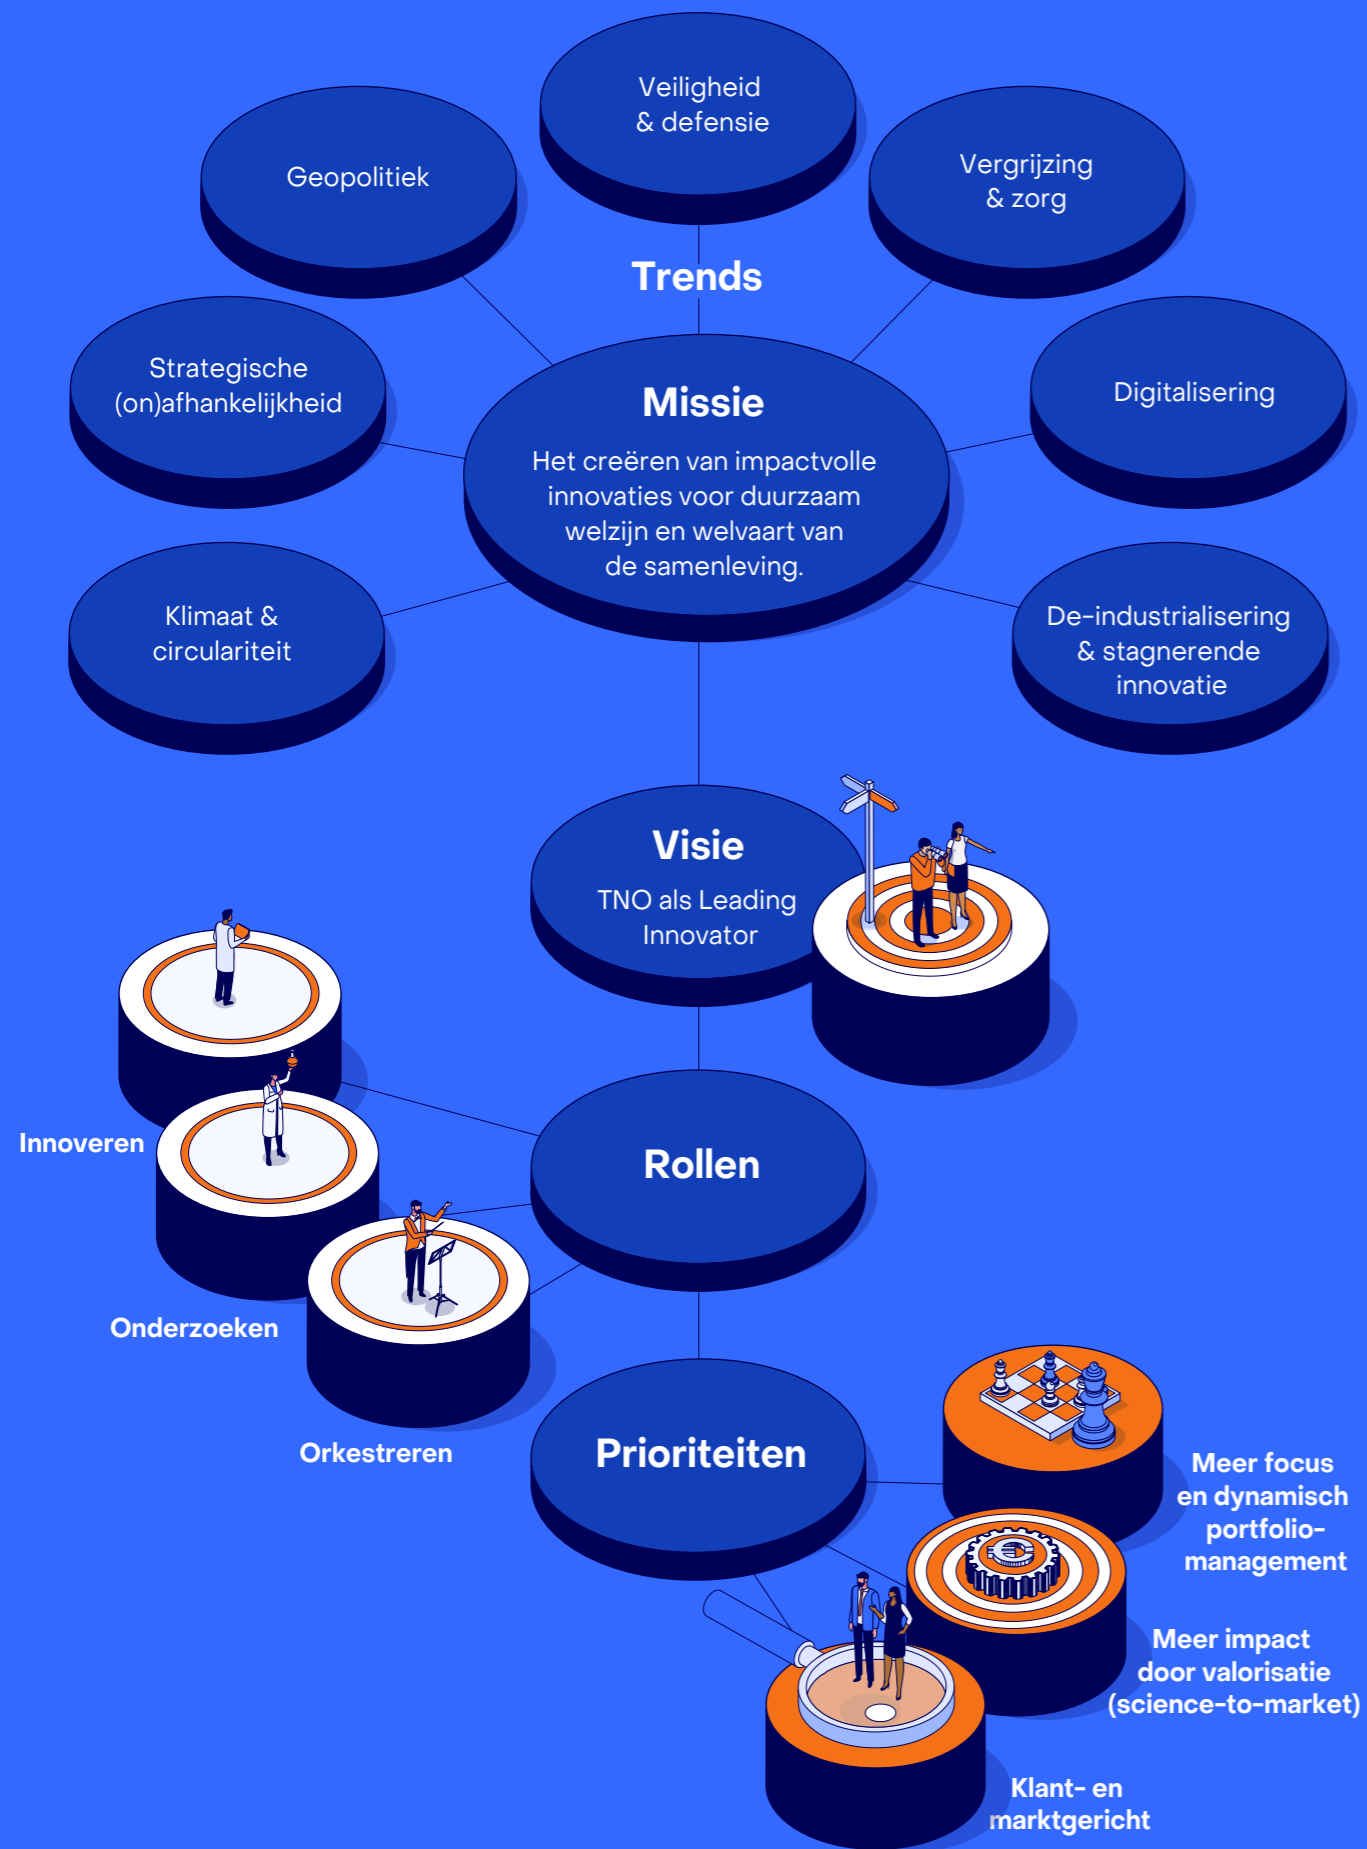 Veiligheid
& defensie
Geopolitiek
Vergrijzing
& zorg
Trends
Strategische
(on)afhankelijkheid
Digitalisering
Missie
Het creëren van impactvolle
innovaties voor duurzaam
welzijn en welvaart van
de samenleving.
Klimaat &
circulariteit
De-industrialisering
& stagnerende
innovatie
Visie
TNO als Leading
Innovator
Rollen
Innoveren
Onderzoeken
Orkestreren
Prioriteiten
Meer focus
en dynamisch
portfolio-
management
€
Meer impact
door valorisatie
(science-to-market)
Klant- en
marktgericht